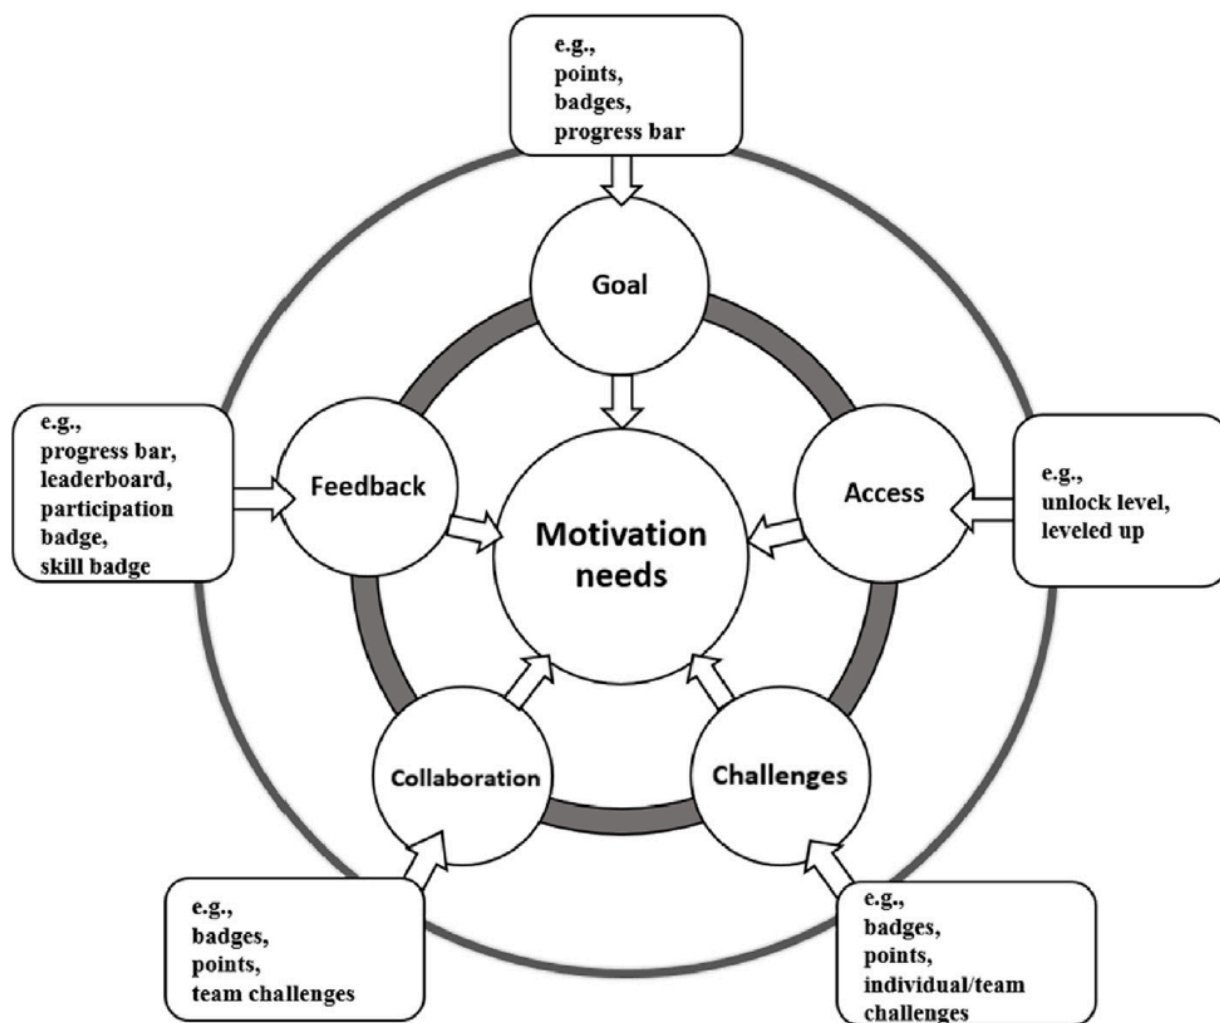 e.g.,
points,
badges,
progress bar
Goal
e.g.,
progress bar,
leaderboard,
participation
badge,
skill badge
Feedback
Motivation
needs
Access
e.g.,
unlock level,
leveled up
Collaboration
Challenges
e.g.,
badges,
points,
team challenges
e.g.,
badges,
points,
individual/team
challenges